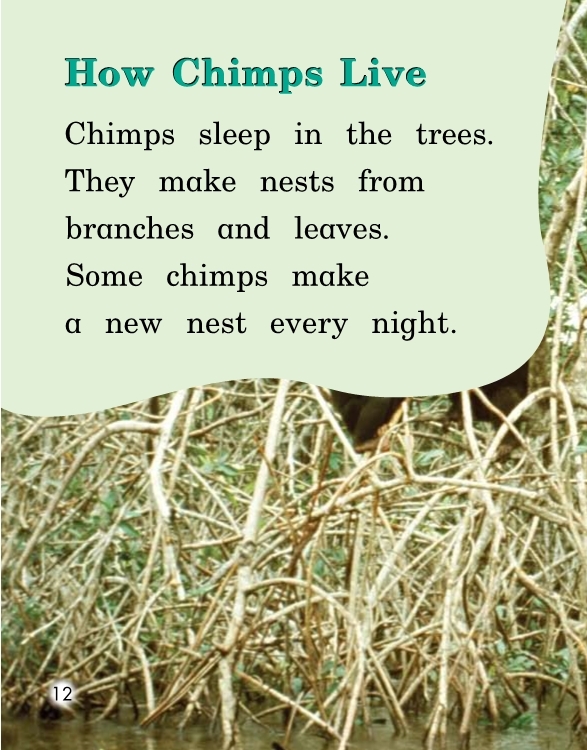 How Chimps Live
Chimps sleep in the trees.
They make nests from
branches and leaves.
Some chimps make
a new nest every night.
12